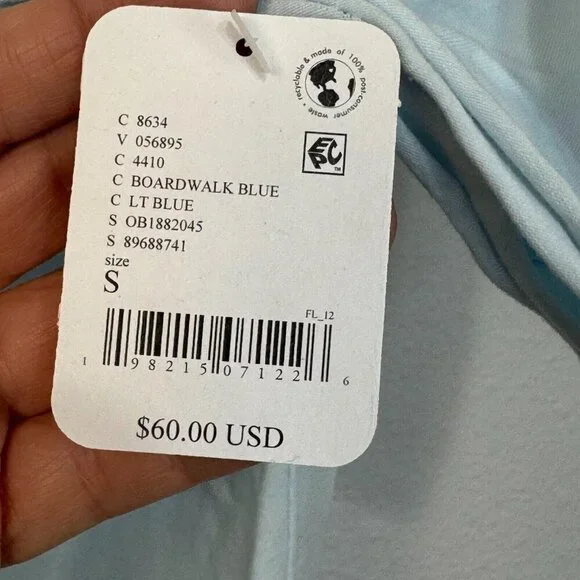 recyclable & made of 100% post-consumer waste
EPC
TM
C 8634
V 056895
C 4410
C BOARDWALK BLUE
C LT BLUE
S OB1882045
S 89688741
size
S
FL_12
1 98215 07122 6
$60.00 USD